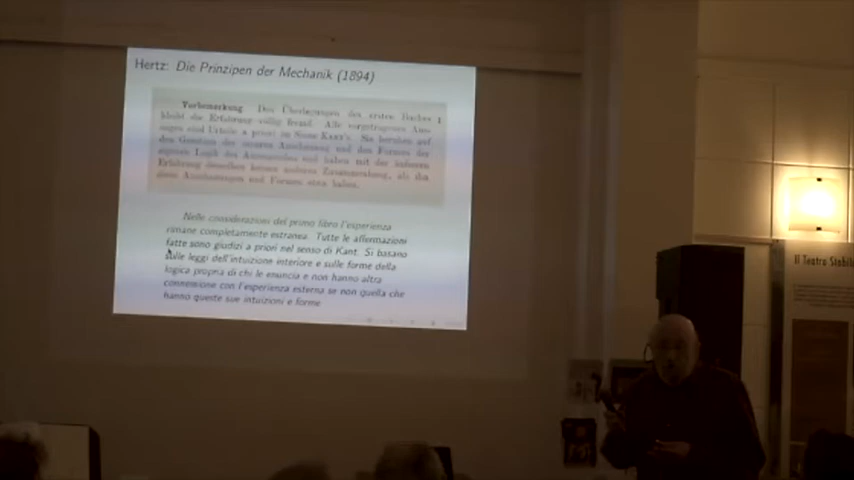 Hertz: Die Prinzipen der Mechanik (1894)
Vorbemerkung Den Überlegungen des ersten Buches 1
bleibt die Erfahrung völlig fremd. Alle vorgetragenen Aus-
sagen sind Urteile a priori im Sinne Kant's. Sie beruhen auf
den Gesetzen der inneren Anschauung und den Formen der
eigenen Logik des Aussagenden und haben mit der äusseren
Erfahrung desselben keinen anderen Zusammenhang, als ihn
diese Anschauungen und Formen etwa haben.
Nelle considerazioni del primo libro l'esperienza
rimane completamente estranea. Tutte le affermazioni
fatte sono giudizi a priori nel senso di Kant. Si basano
sulle leggi dell'intuizione interiore e sulle forme della
logica propria di chi le enuncia e non hanno altra
connessione con l'esperienza esterna se non quella che
hanno queste sue intuizioni e forme
Il Teatro Stabil